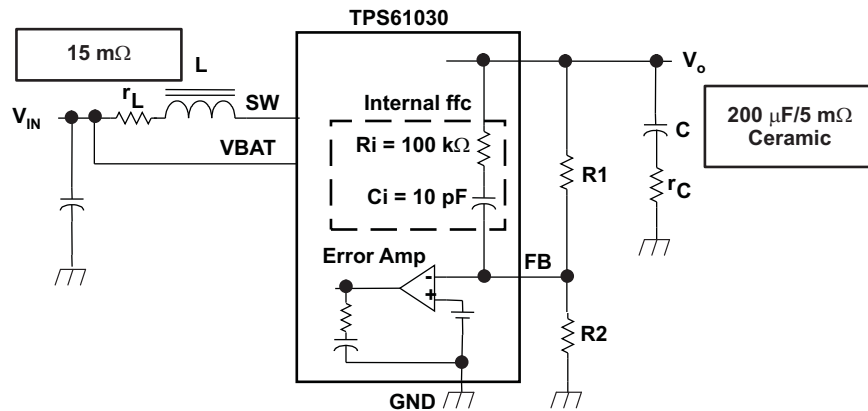 TPS61030
15 mΩ
L
rL
SW
VIN
VBAT
Internal ffc
Ri = 100 kΩ
Ci = 10 pF
Error Amp
-
+
FB
GND
Vo
R1
R2
C
rC
200 µF/5 mΩ
Ceramic